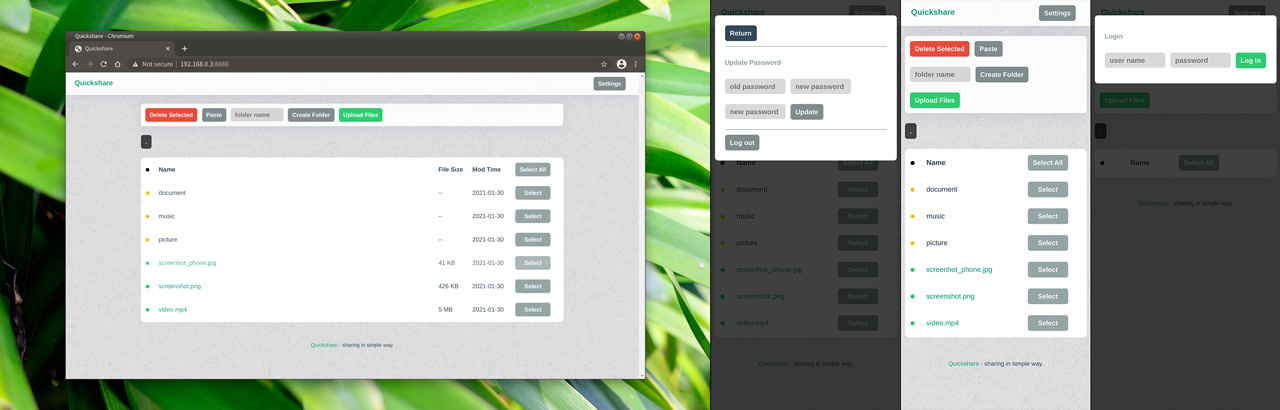 Quickshare - Chromium
Quickshare
Not secure 192.168.0.3:8888
Quickshare Settings
Delete Selected Paste folder name Create Folder Upload Files
.
Name File Size Mod Time Select All
document -- 2021-01-30 Select
music -- 2021-01-30 Select
picture -- 2021-01-30 Select
screenhot_phone.jpg 41 KB 2021-01-30 Select
screenshot.png 426 KB 2021-01-30 Select
video.mp4 5 MB 2021-01-30 Select
Quickshare - sharing in simple way.
Quickshare Settings
Return
Update Password
old password new password
new password Update
Log out
Name Select All
document Select
music Select
picture Select
screenhot_phone.jpg Select
screenshot.png Select
video.mp4 Select
Quickshare - sharing in simple way.
Quickshare Settings
Delete Selected Paste
folder name Create Folder
Upload Files
.
Name Select All
document Select
music Select
picture Select
screenhot_phone.jpg Select
screenshot.png Select
video.mp4 Select
Quickshare - sharing in simple way.
Quickshare Settings
Login
user name password Log in
Upload Files
.
Name Select All
Quickshare - sharing in simple way.